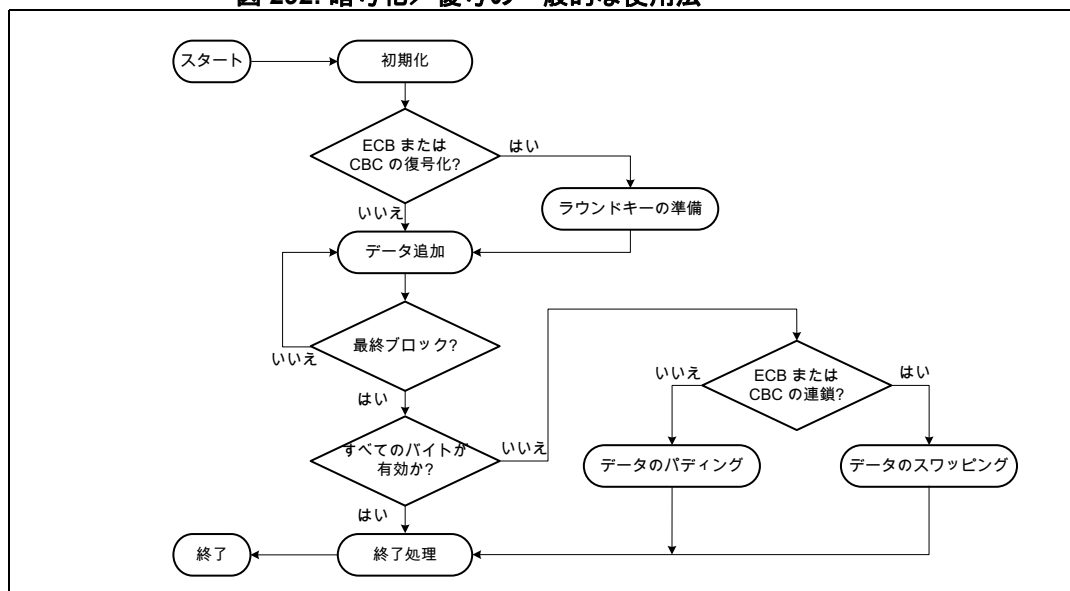 スタート
初期化
ECB または
CBC の復号化?
はい
ラウンドキーの準備
いいえ
データ追加
最終ブロック?
いいえ
はい
すべてのバイトが
有効か?
いいえ
ECB または
CBC の連鎖?
いいえ
はい
データのパディング
データのスワッピング
はい
終了処理
終了